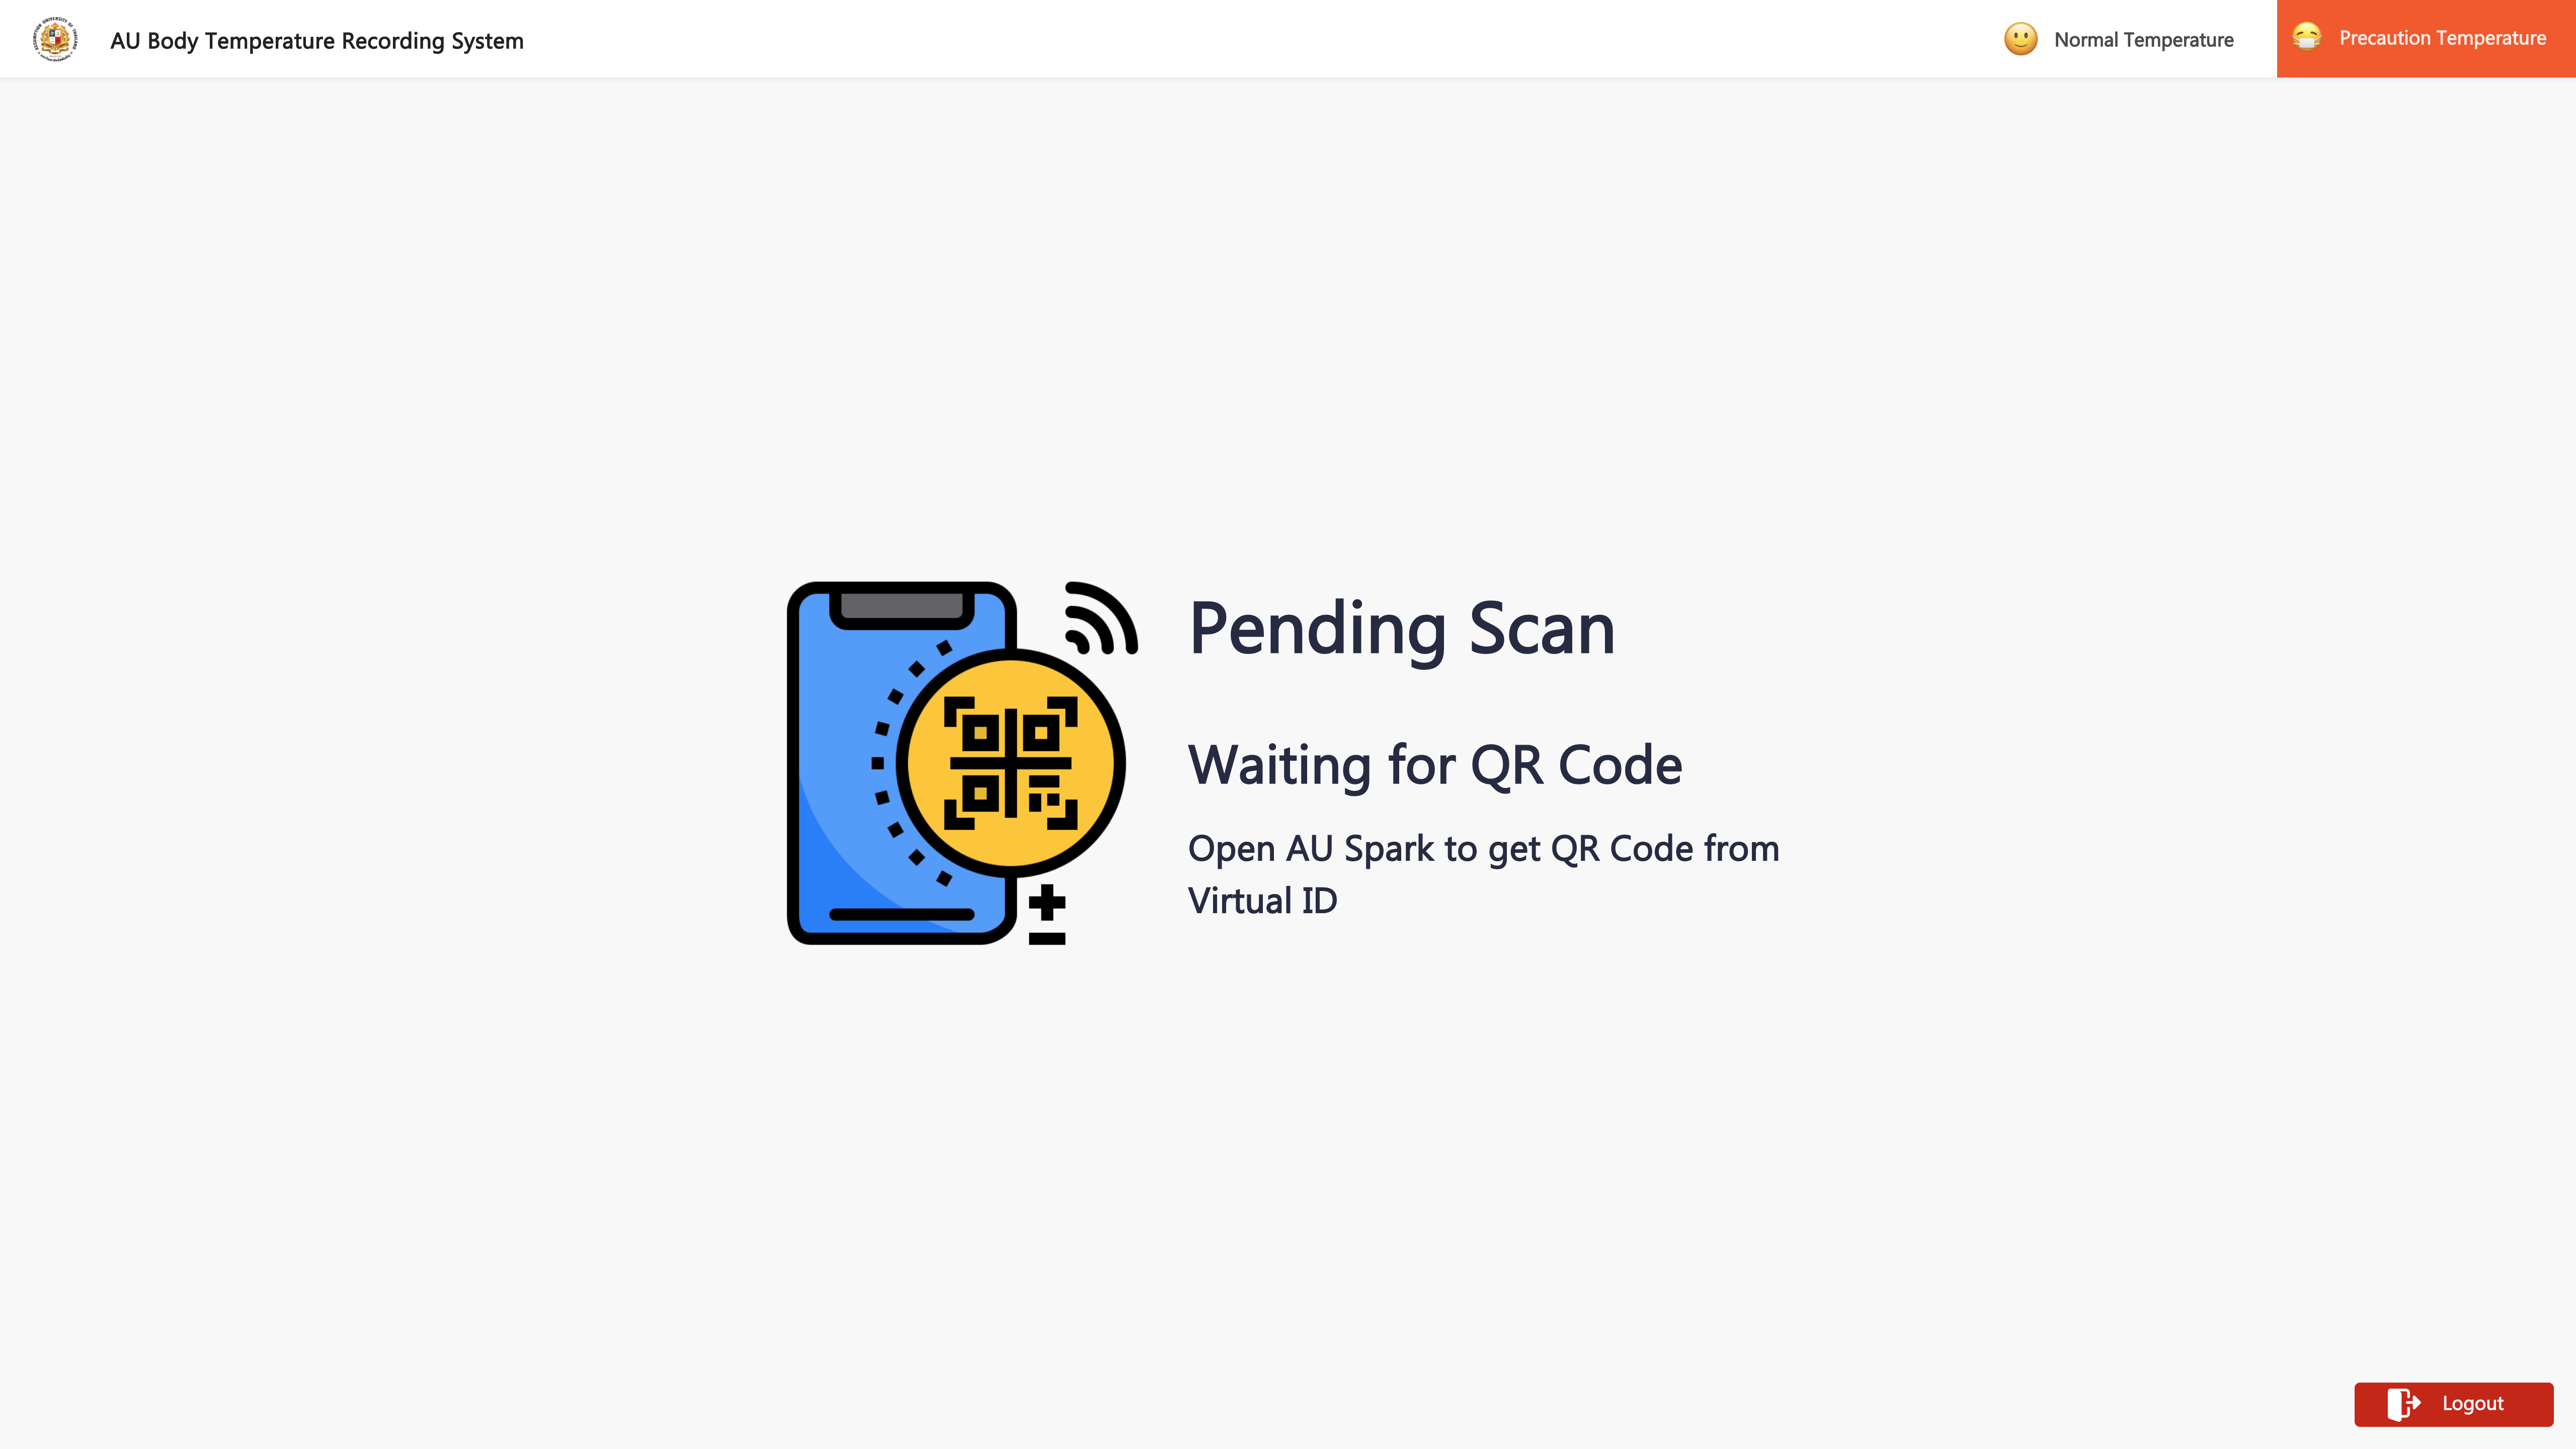 AU Body Temperature Recording System
Normal Temperature
Precaution Temperature
Pending Scan
Waiting for QR Code
Open AU Spark to get QR Code from
Virtual ID
Logout